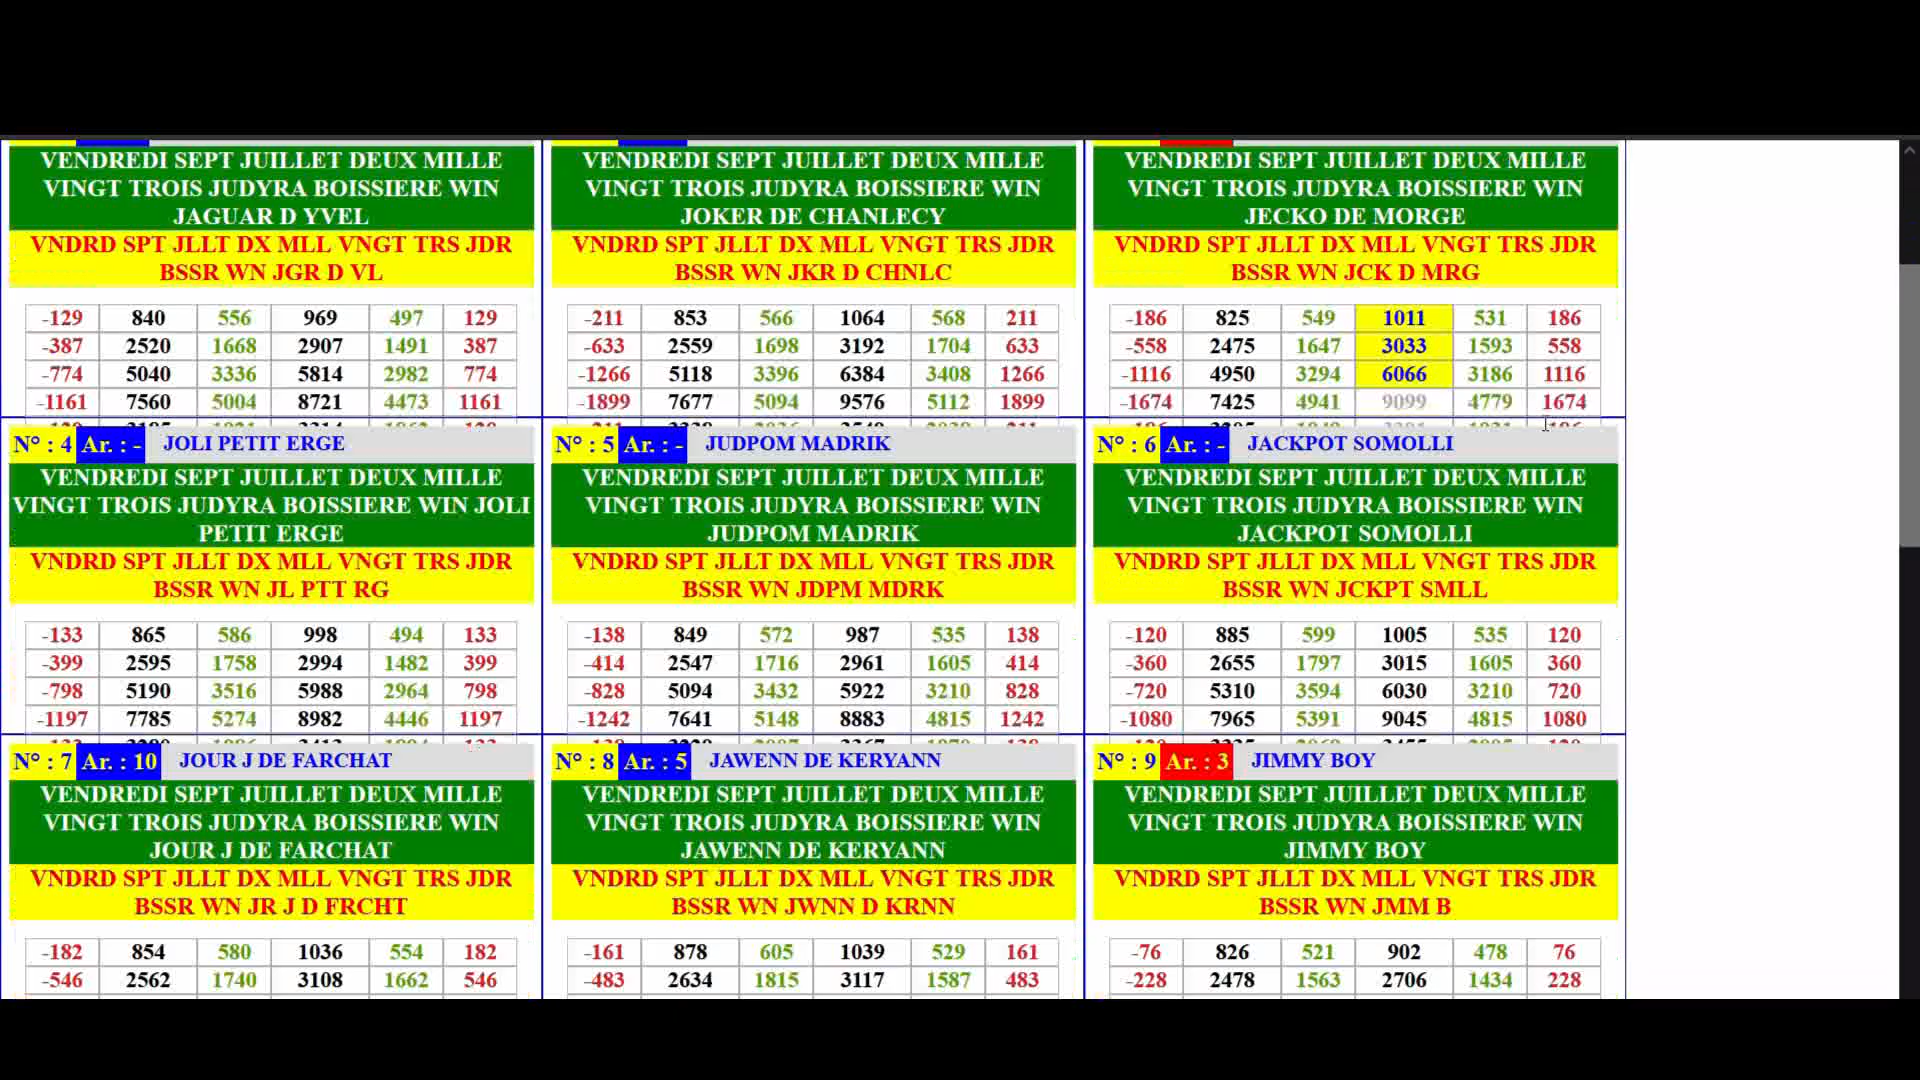 VENDREDI SEPT JUILLET DEUX MILLE
VINGT TROIS JUDYRA BOISSIERE WIN
JAGUAR D YVEL
VNDRD SPT JLLT DX MLL VNGT TRS JDR
BSSR WN JGR D VL
-129 840 556 969 497 129
-387 2520 1668 2907 1491 387
-774 5040 3336 5814 2982 774
-1161 7560 5004 8721 4473 1161
VENDREDI SEPT JUILLET DEUX MILLE
VINGT TROIS JUDYRA BOISSIERE WIN
JOKER DE CHANLECY
VNDRD SPT JLLT DX MLL VNGT TRS JDR
BSSR WN JKR D CHNLC
-211 853 566 1064 568 211
-633 2559 1698 3192 1704 633
-1266 5118 3396 6384 3408 1266
-1899 7677 5094 9576 5112 1899
VENDREDI SEPT JUILLET DEUX MILLE
VINGT TROIS JUDYRA BOISSIERE WIN
JECKO DE MORGE
VNDRD SPT JLLT DX MLL VNGT TRS JDR
BSSR WN JCK D MRG
-186 825 549 1011 531 186
-558 2475 1647 3033 1593 558
-1116 4950 3294 6066 3186 1116
-1674 7425 4941 9099 4779 1674
N° : 4 Ar. : - JOLI PETIT ERGE
VENDREDI SEPT JUILLET DEUX MILLE
VINGT TROIS JUDYRA BOISSIERE WIN JOLI
PETIT ERGE
VNDRD SPT JLLT DX MLL VNGT TRS JDR
BSSR WN JL PTT RG
-133 865 586 998 494 133
-399 2595 1758 2994 1482 399
-798 5190 3516 5988 2964 798
-1197 7785 5274 8982 4446 1197
N° : 5 Ar. : - JUDPOM MADRIK
VENDREDI SEPT JUILLET DEUX MILLE
VINGT TROIS JUDYRA BOISSIERE WIN
JUDPOM MADRIK
VNDRD SPT JLLT DX MLL VNGT TRS JDR
BSSR WN JDPM MDRK
-138 849 572 987 535 138
-414 2547 1716 2961 1605 414
-828 5094 3432 5922 3210 828
-1242 7641 5148 8883 4815 1242
N° : 6 Ar. : - JACKPOT SOMOLLI
VENDREDI SEPT JUILLET DEUX MILLE
VINGT TROIS JUDYRA BOISSIERE WIN
JACKPOT SOMOLLI
VNDRD SPT JLLT DX MLL VNGT TRS JDR
BSSR WN JCKPT SMLL
-120 885 599 1005 535 120
-360 2655 1797 3015 1605 360
-720 5310 3594 6030 3210 720
-1080 7965 5391 9045 4815 1080
N° : 7 Ar. : 10 JOUR J DE FARCHAT
VENDREDI SEPT JUILLET DEUX MILLE
VINGT TROIS JUDYRA BOISSIERE WIN
JOUR J DE FARCHAT
VNDRD SPT JLLT DX MLL VNGT TRS JDR
BSSR WN JR J D FRCHT
-182 854 580 1036 554 182
-546 2562 1740 3108 1662 546
N° : 8 Ar. : 5 JAWENN DE KERYANN
VENDREDI SEPT JUILLET DEUX MILLE
VINGT TROIS JUDYRA BOISSIERE WIN
JAWENN DE KERYANN
VNDRD SPT JLLT DX MLL VNGT TRS JDR
BSSR WN JWNN D KRNN
-161 878 605 1039 529 161
-483 2634 1815 3117 1587 483
N° : 9 Ar. : 3 JIMMY BOY
VENDREDI SEPT JUILLET DEUX MILLE
VINGT TROIS JUDYRA BOISSIERE WIN
JIMMY BOY
VNDRD SPT JLLT DX MLL VNGT TRS JDR
BSSR WN JMM B
-76 826 521 902 478 76
-228 2478 1563 2706 1434 228